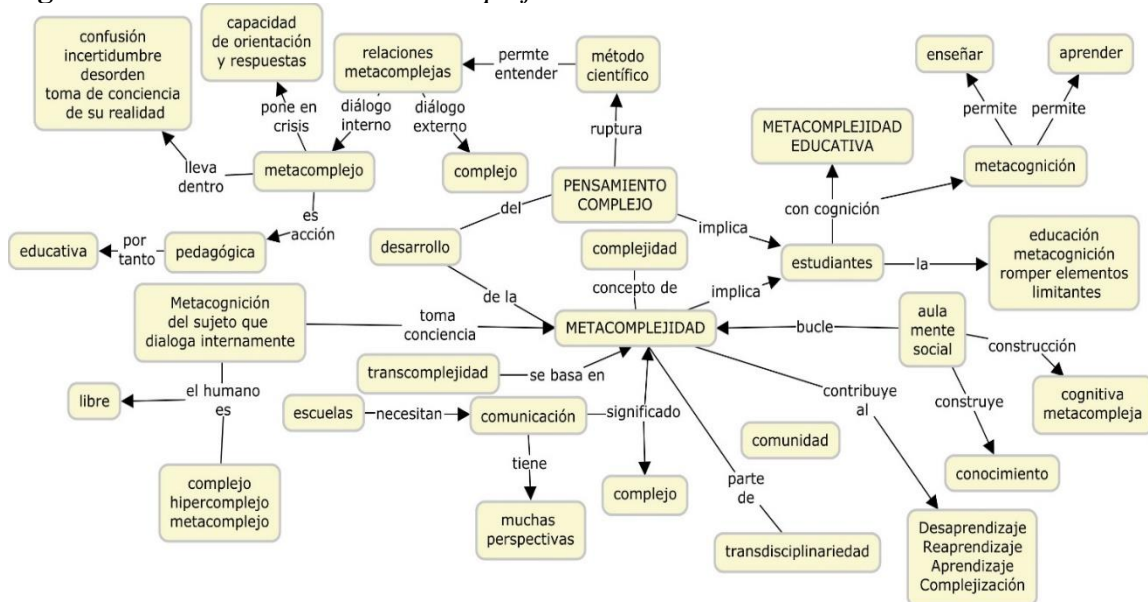 confusión
incertidumbre
desorden
toma de conciencia
de su realidad
capacidad
de orientación
y respuestas
relaciones
metacomplejas
permte
entender
método
científico
enseñar
aprender
permite
permite
pone en
crisis
diálogo
interno
diálogo
externo
ruptura
METACOMPLEJIDAD
EDUCATIVA
metacognición
lleva
dentro
metacomplejo
complejo
PENSAMIENTO
COMPLEJO
con cognición
es
acción
del
implica
educativa
por
tanto
pedagógica
desarrollo
complejidad
estudiantes
la
educación
metacognición
romper elementos
limitantes
de la
concepto de
implica
Metacognición
del sujeto que
dialoga internamente
toma
conciencia
METACOMPLEJIDAD
bucle
aula
mente
social
construcción
transcomplejidad
se basa en
libre
el humano
es
escuelas
necesitan
comunicación
significado
contribuye
al
construye
cognitiva
metacompleja
comunidad
tiene
parte
de
conocimiento
complejo
hipercomplejo
metacomplejo
muchas
perspectivas
complejo
transdisciplinariedad
Desaprendizaje
Reaprendizaje
Aprendizaje
Complejización